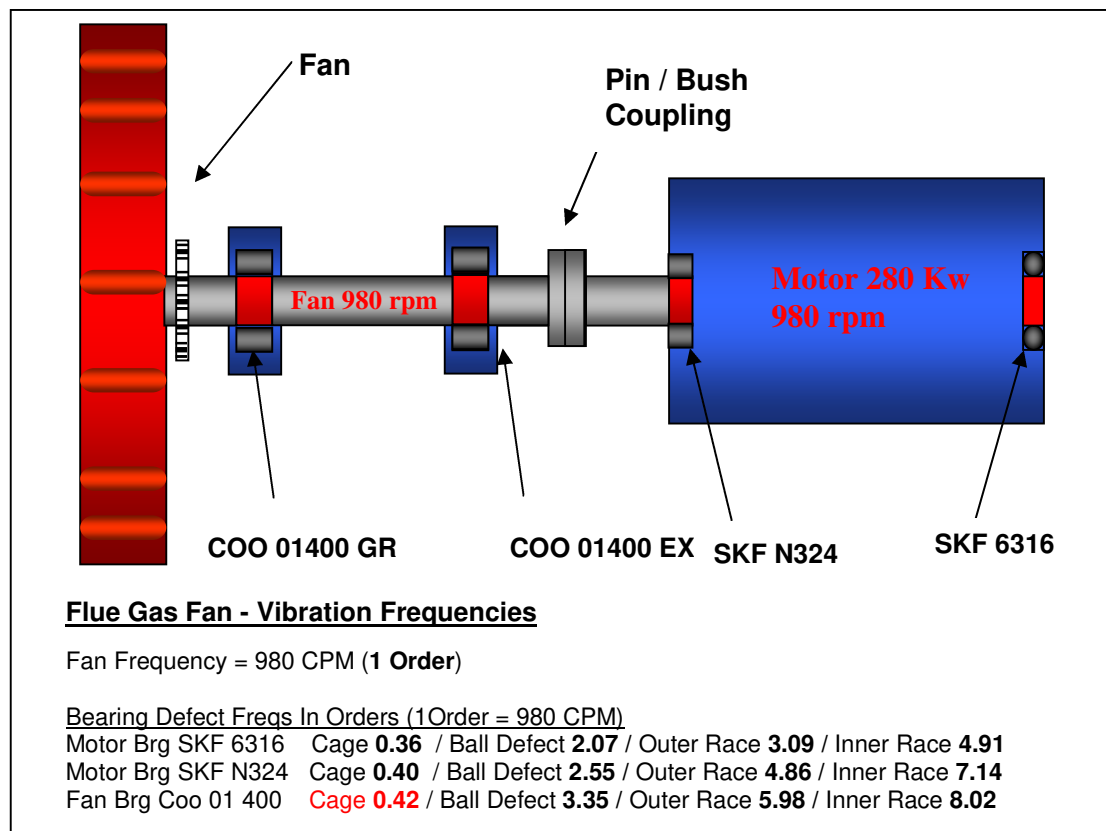 Fan
Pin / Bush
Coupling
Fan 980 rpm
Motor 280 Kw
980 rpm
COO 01400 GR
COO 01400 EX
SKF N324
SKF 6316
Flue Gas Fan - Vibration Frequencies
Fan Frequency = 980 CPM (1 Order)
Bearing Defect Freqs In Orders (1Order = 980 CPM)
Motor Brg SKF 6316 Cage 0.36 / Ball Defect 2.07 / Outer Race 3.09 / Inner Race 4.91
Motor Brg SKF N324 Cage 0.40 / Ball Defect 2.55 / Outer Race 4.86 / Inner Race 7.14
Fan Brg Coo 01 400 Cage 0.42 / Ball Defect 3.35 / Outer Race 5.98 / Inner Race 8.02